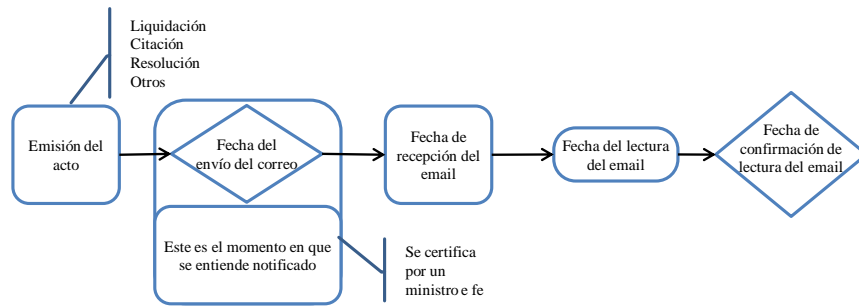 Liquidación
Citación
Resolución
Otros
Emisión del
acto
Fecha del
envío del correo
Fecha de
recepción del
email
Fecha del lectura
del email
Fecha de
confirmación de
lectura del email
Este es el momento en que
se entiende notificado
Se certifica
por un
ministro e fe